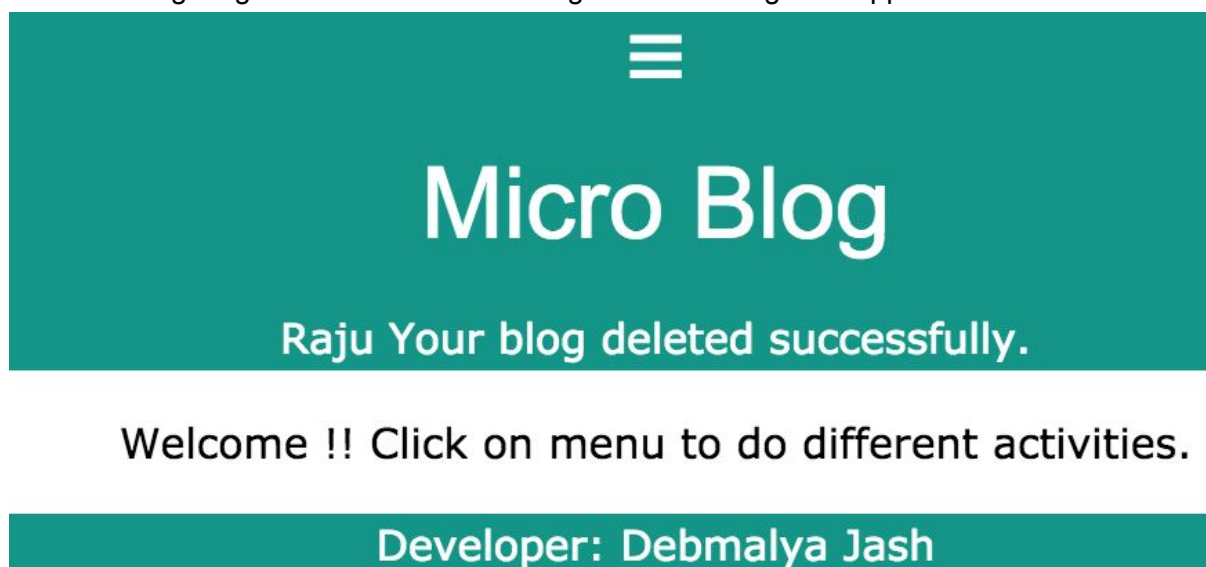 Micro Blog
Raju Your blog deleted successfully.
Welcome !! Click on menu to do different activities.
Developer: Debmalya Jash